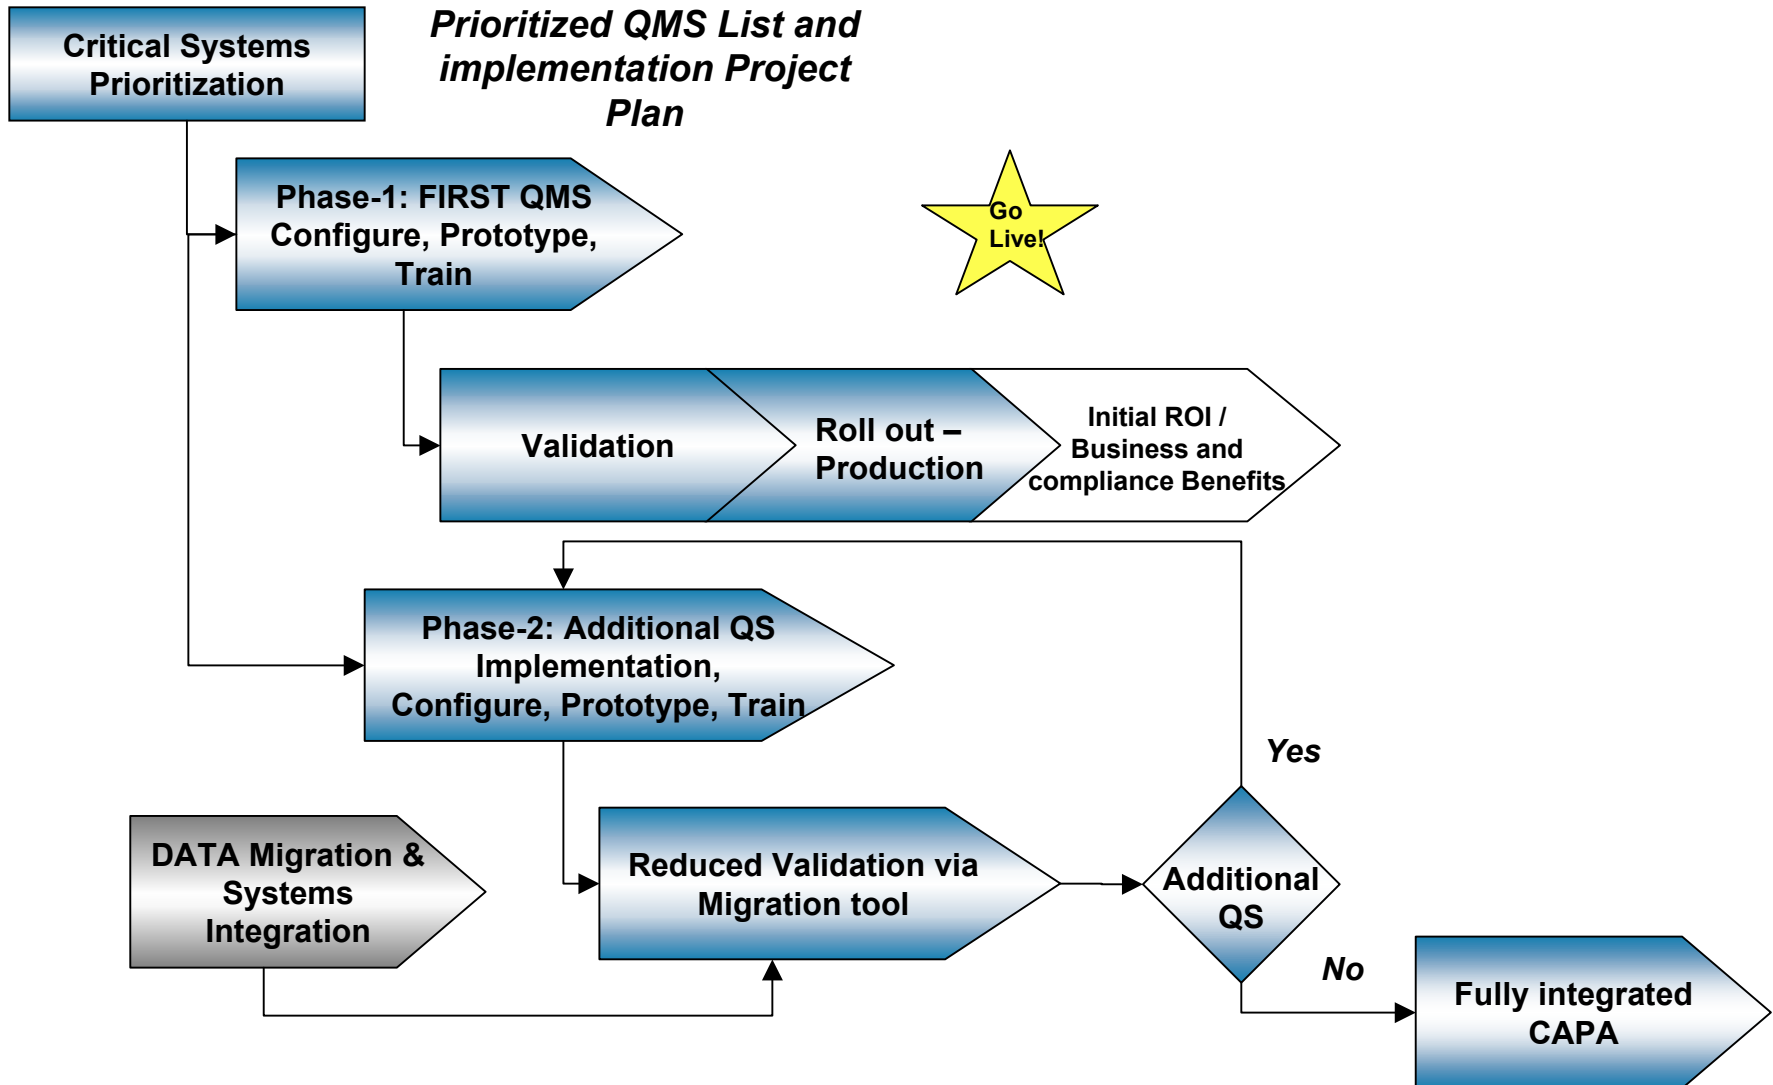 Critical Systems
Prioritization
Prioritized QMS List and
implementation Project
Plan
Phase-1: FIRST QMS
Configure, Prototype,
Train
Go
Live!
Validation
Roll out –
Production
Initial ROI /
Business and
compliance Benefits
Phase-2: Additional QS
Implementation,
Configure, Prototype, Train
Yes
DATA Migration &
Systems
Integration
Reduced Validation via
Migration tool
Additional
QS
No
Fully integrated
CAPA